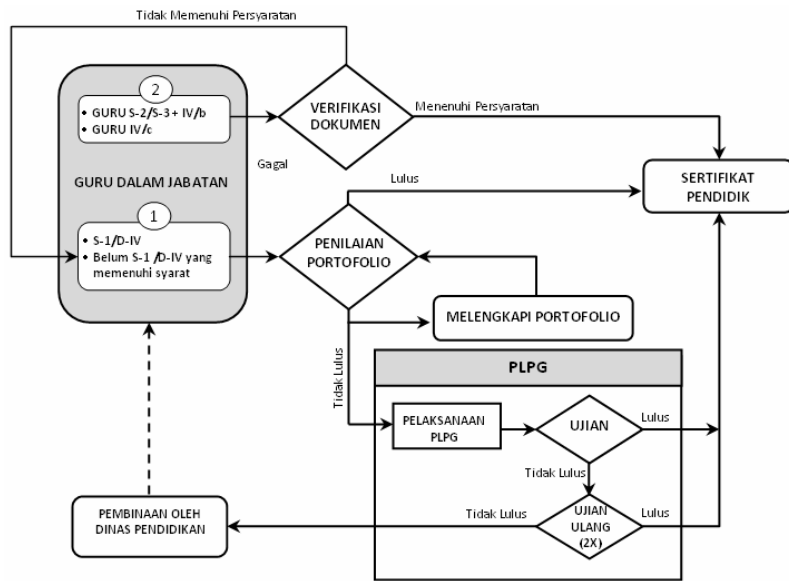 Tidak Memenuhi Persyaratan
2
• GURU S-2/S-3 + IV/b
• GURU IV/c
VERIFIKASI
DOKUMEN
Menenuhi Persyaratan
Gagal
GURU DALAM JABATAN
Lulus
SERTIFIKAT
PENDIDIK
1
• S-1/D-IV
• Belum S-1 /D-IV yang
memenuhi syarat
PENILAIAN
PORTOFOLIO
MELENGKAPI PORTOFOLIO
Tidak Lulus
PLPG
PELAKSANAAN
PLPG
UJIAN
Lulus
Tidak Lulus
PEMBINAAN OLEH
DINAS PENDIDIKAN
Tidak Lulus
UJIAN
ULANG
(2X)
Lulus